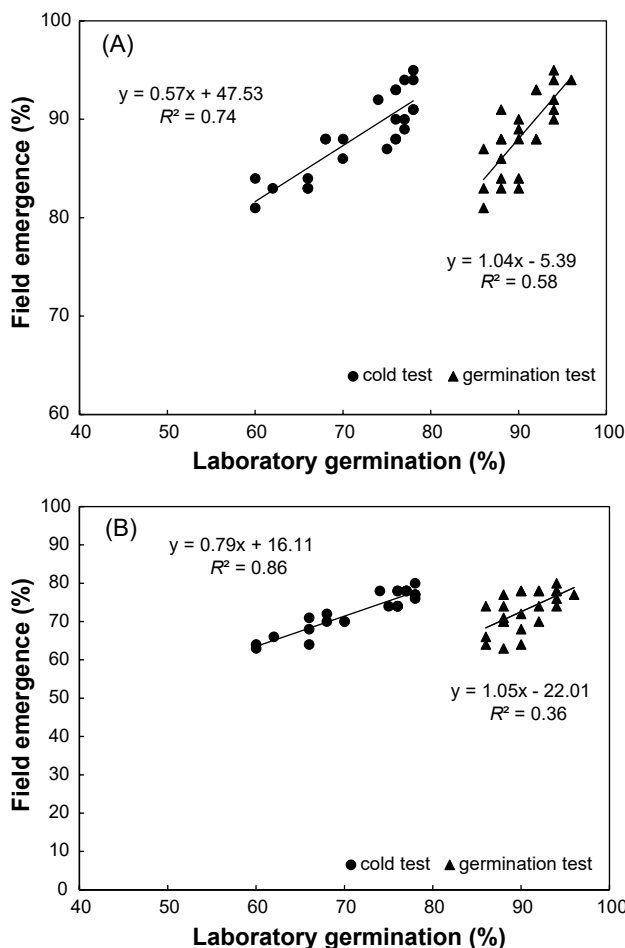 (A)
100
90
80
70
60
Field emergence (%)
y = 0.57x + 47.53
R² = 0.74
y = 1.04x - 5.39
R² = 0.58
cold test
germination test
40
50
60
70
80
90
100
Laboratory germination (%)
(B)
100
90
80
70
60
50
40
30
20
10
0
Field emergence (%)
y = 0.79x + 16.11
R² = 0.86
y = 1.05x - 22.01
R² = 0.36
cold test
germination test
40
50
60
70
80
90
100
Laboratory germination (%)